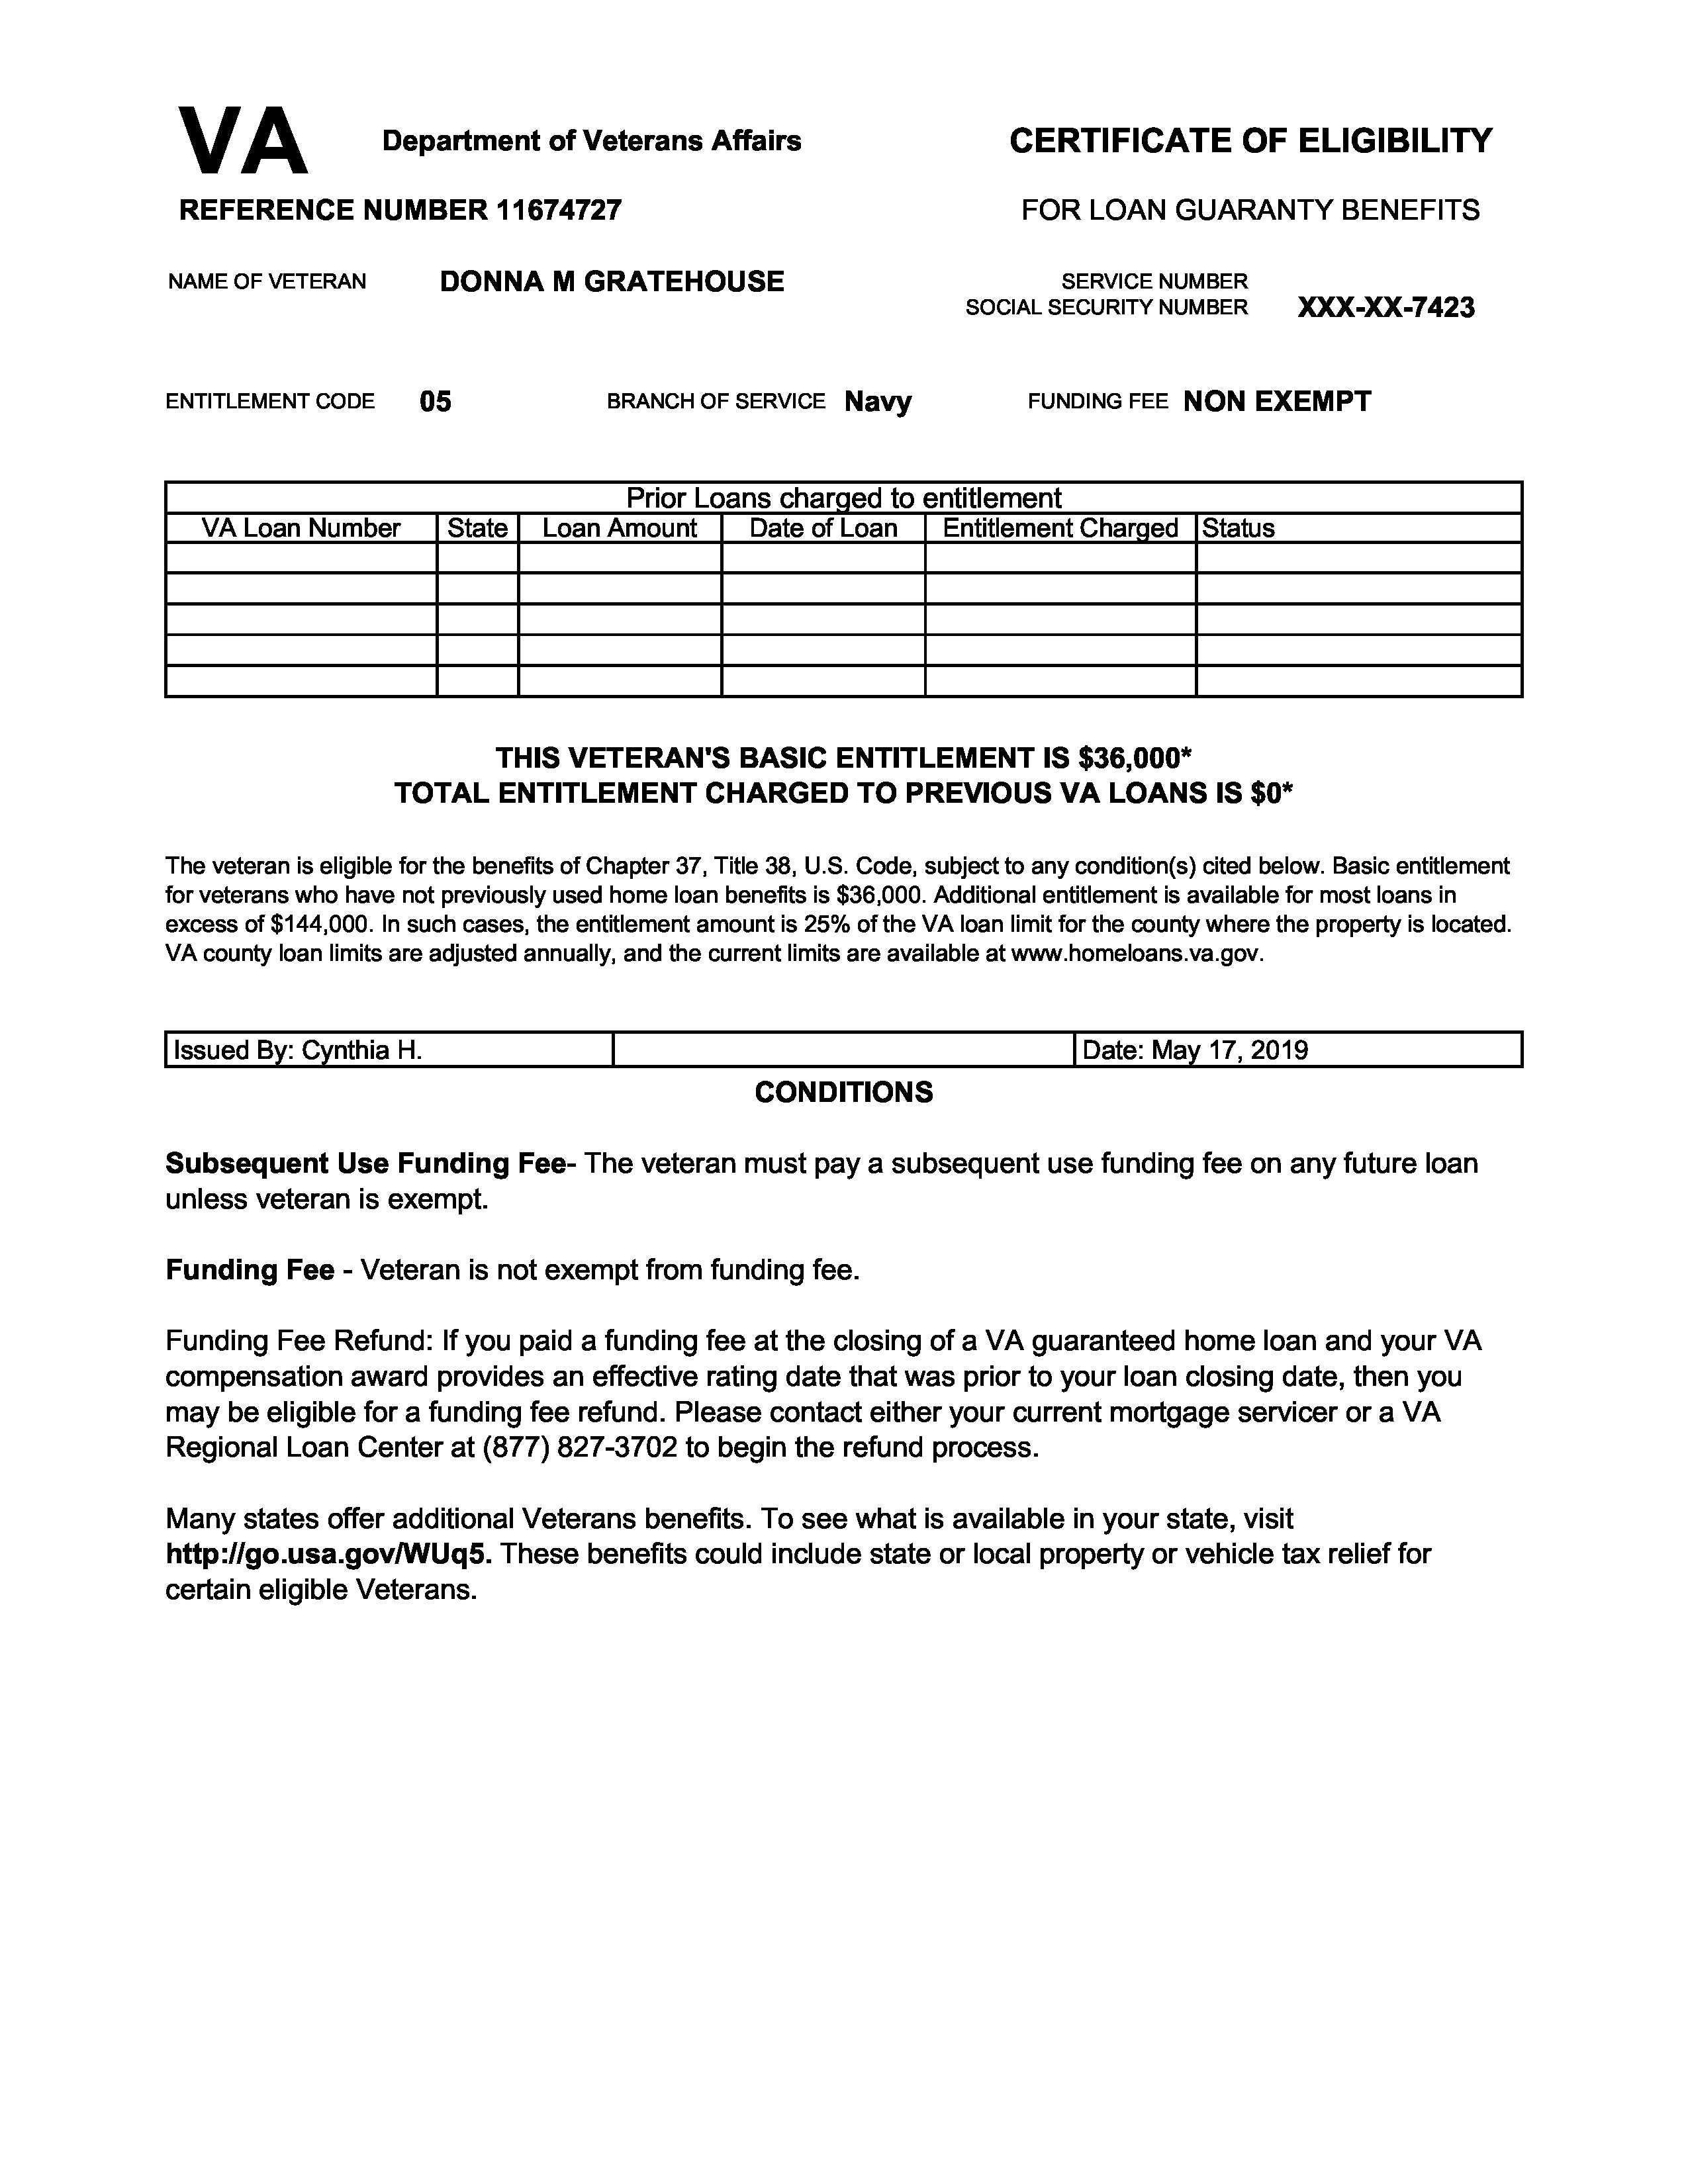 VA Department of Veterans Affairs CERTIFICATE OF ELIGIBILITY
REFERENCE NUMBER 11674727 FOR LOAN GUARANTY BENEFITS
NAME OF VETERAN DONNA M GRATEHOUSE SERVICE NUMBER
SOCIAL SECURITY NUMBER XXX-XX-7423
ENTITLEMENT CODE 05 BRANCH OF SERVICE Navy FUNDING FEE NON EXEMPT
Prior Loans charged to entitlement
VA Loan Number State Loan Amount Date of Loan Entitlement Charged Status
THIS VETERAN'S BASIC ENTITLEMENT IS $36,000*
TOTAL ENTITLEMENT CHARGED TO PREVIOUS VA LOANS IS $0*
The veteran is eligible for the benefits of Chapter 37, Title 38, U.S. Code, subject to any condition(s) cited below. Basic entitlement
for veterans who have not previously used home loan benefits is $36,000. Additional entitlement is available for most loans in
excess of $144,000. In such cases, the entitlement amount is 25% of the VA loan limit for the county where the property is located.
VA county loan limits are adjusted annually, and the current limits are available at www.homeloans.va.gov.
Issued By: Cynthia H. Date: May 17, 2019
CONDITIONS
Subsequent Use Funding Fee- The veteran must pay a subsequent use funding fee on any future loan
unless veteran is exempt.
Funding Fee - Veteran is not exempt from funding fee.
Funding Fee Refund: If you paid a funding fee at the closing of a VA guaranteed home loan and your VA
compensation award provides an effective rating date that was prior to your loan closing date, then you
may be eligible for a funding fee refund. Please contact either your current mortgage servicer or a VA
Regional Loan Center at (877) 827-3702 to begin the refund process.
Many states offer additional Veterans benefits. To see what is available in your state, visit
http://go.usa.gov/WUq5. These benefits could include state or local property or vehicle tax relief for
certain eligible Veterans.